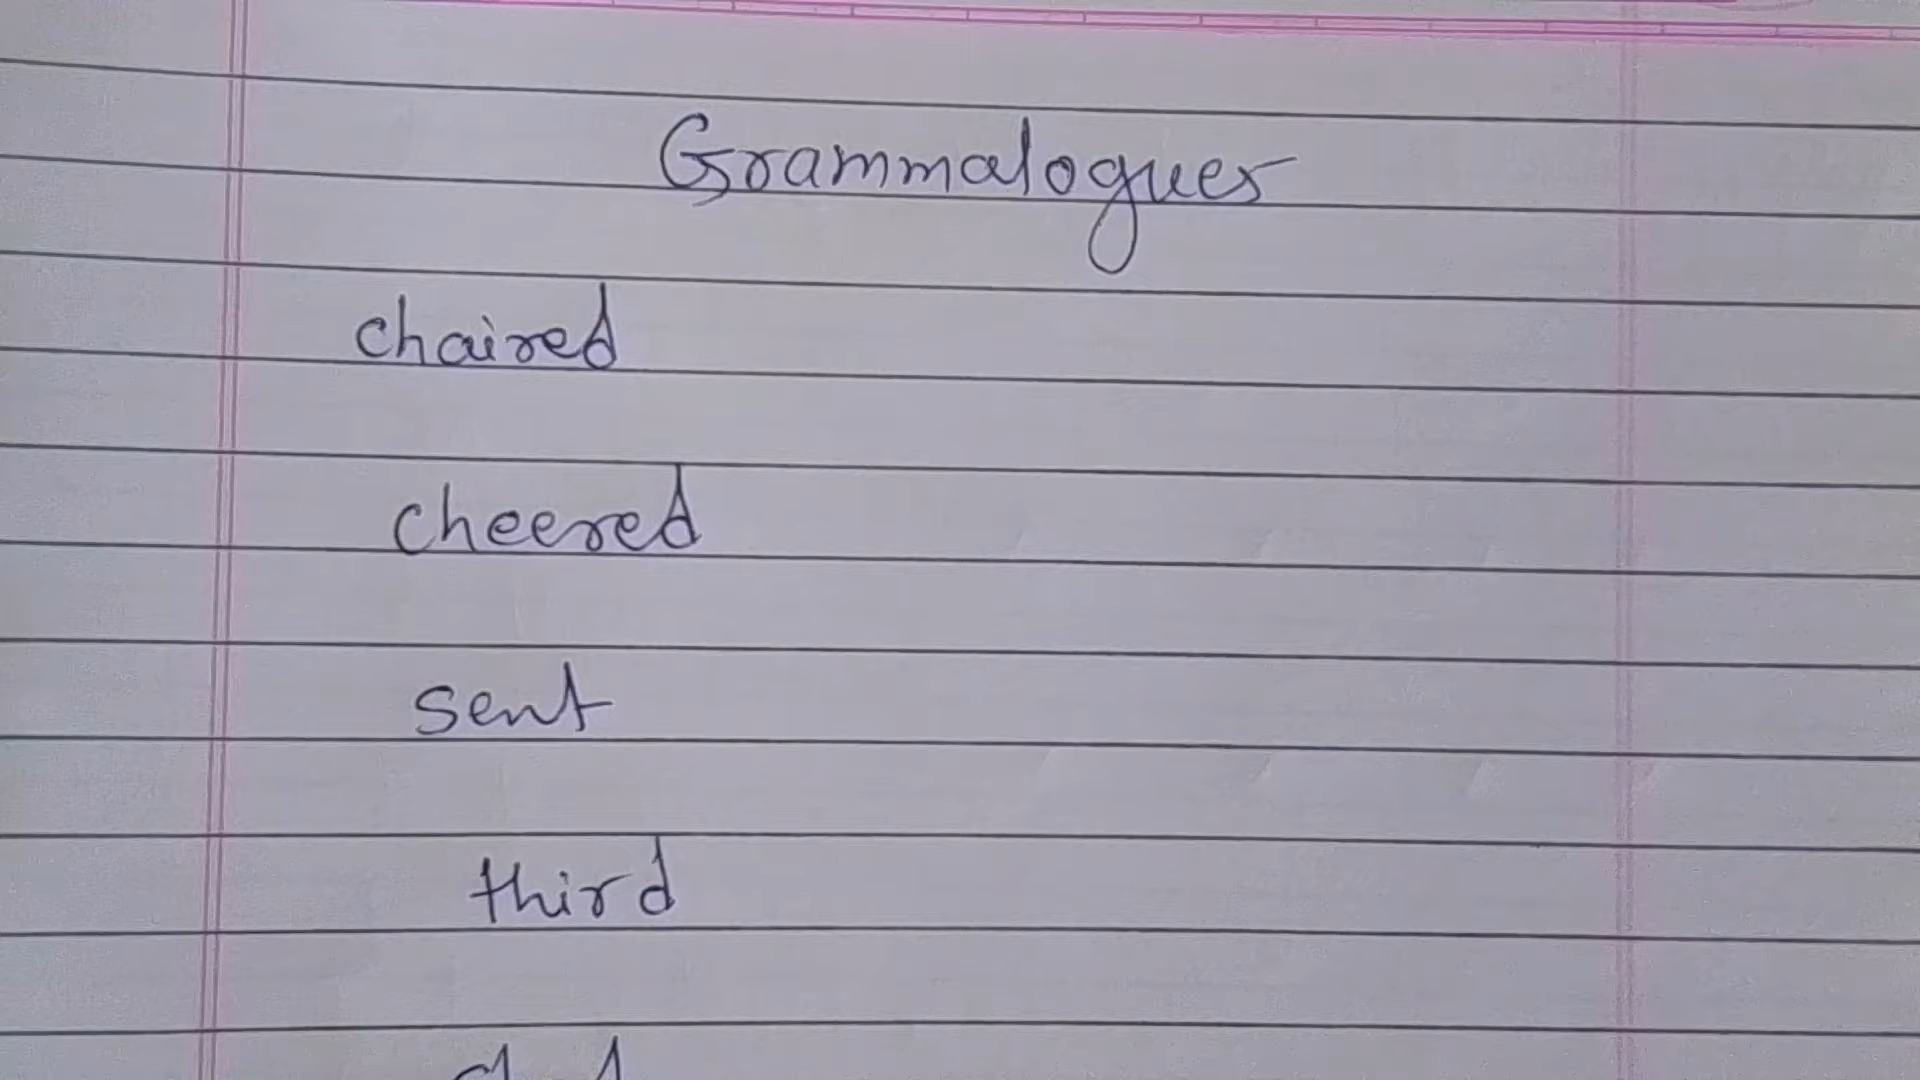 Grammalogues
chaired
cheered
sent
third